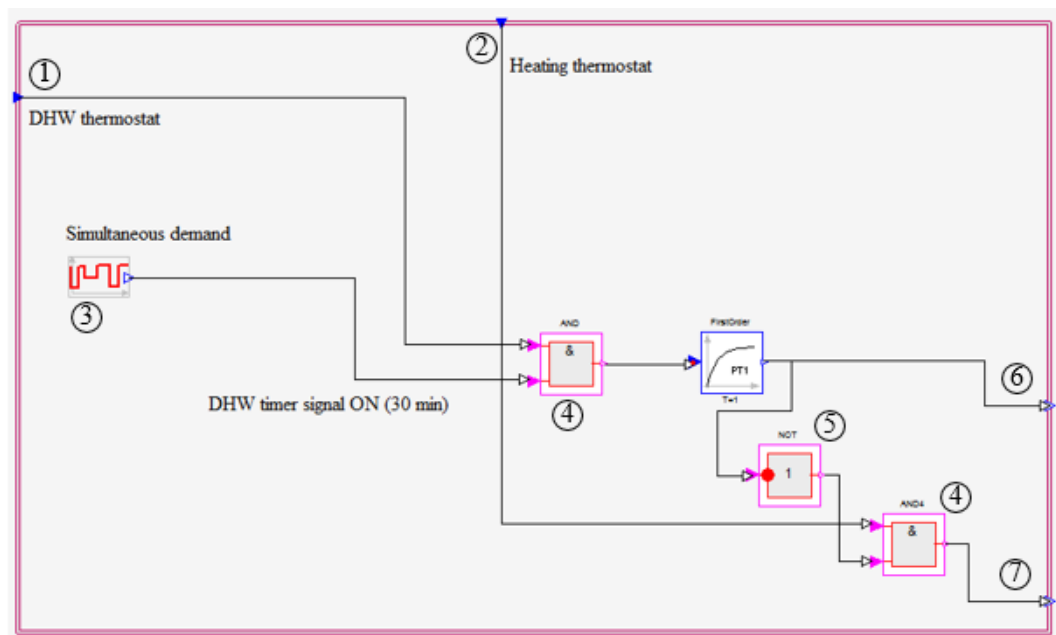 ②
Heating thermostat
①
DHW thermostat
Simultaneous demand
③
AND
&
④
FirstOrder
PT1
T=1
⑥
DHW timer signal ON (30 min)
⑤
NOT
1
④
AND4
&
⑦